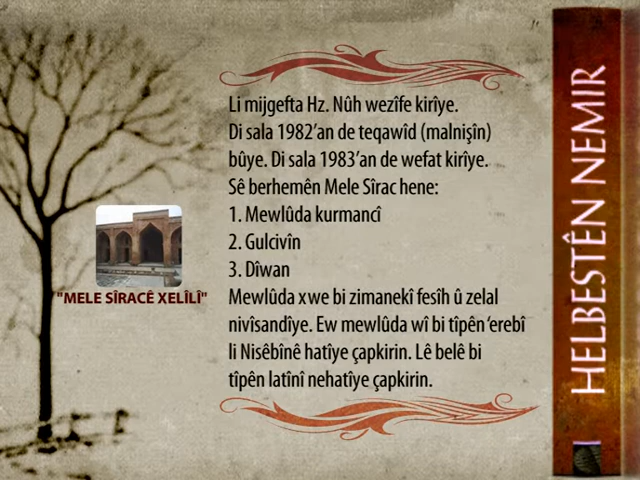 Li mijgefta Hz. Nûh wezîfe kirîye.
Di sala 1982'an de teqawîd (malnişîn)
bûye. Di sala 1983'an de wefat kirîye.
Sê berhemên Mele Sîrac hene:
1. Mewlûda kurmancî
2. Gulcivîn
3. Dîwan
Mewlûda xwe bi zimanekî fesîh û zelal
nivîsandîye. Ew mewlûda wî bi tîpên 'erebî
li Nisêbînê hatîye çapkirin. Lê belê bi
tîpên latînî nehatîye çapkirin.
"MELE SÎRACÊ XELÎLÎ"
HELBESTÊN NEMIR